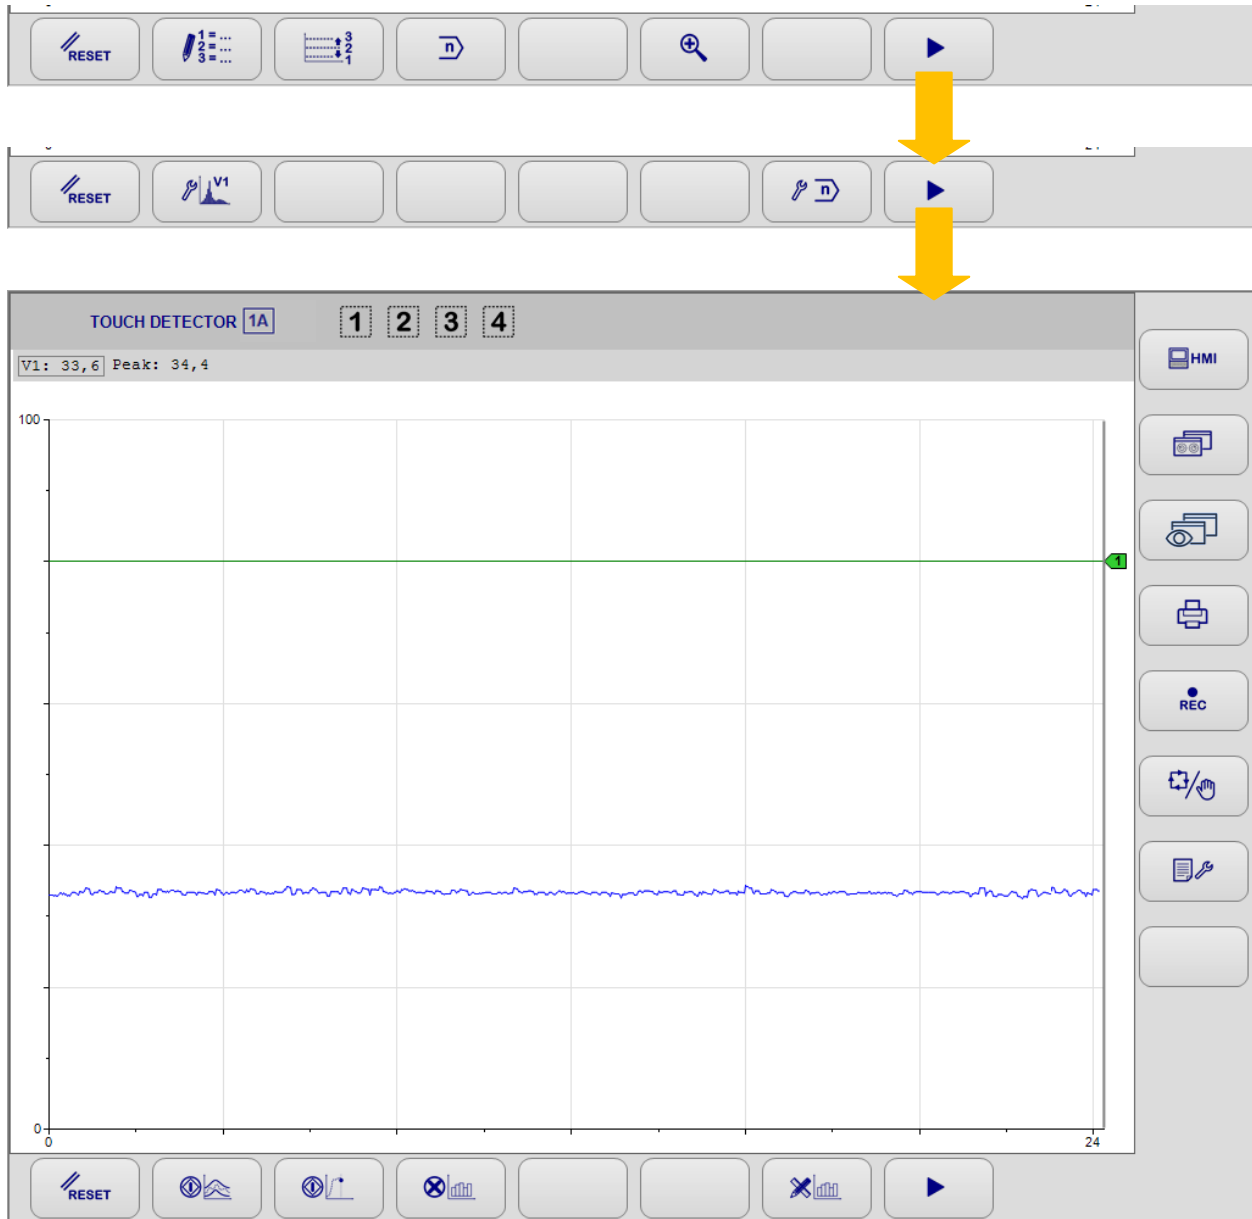 RESET
1 = ...
2 = ...
3 = ...
3
2
1
n
RESET
V1
n
TOUCH DETECTOR 1A 1 2 3 4
V1: 33,6 Peak: 34,4
HMI
100
1
REC
0
0 24
RESET